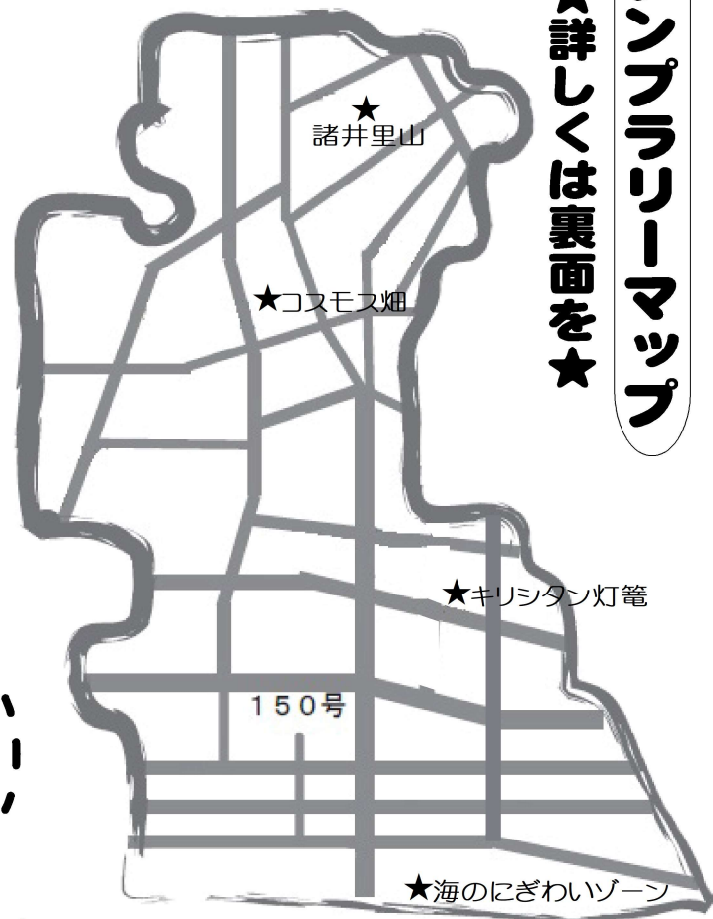 ンプラリーマップ
★詳しくは裏面を★
★
諸井里山
★コスモス畑
★キリシタン灯篭
150号
★海のにぎわいゾーン